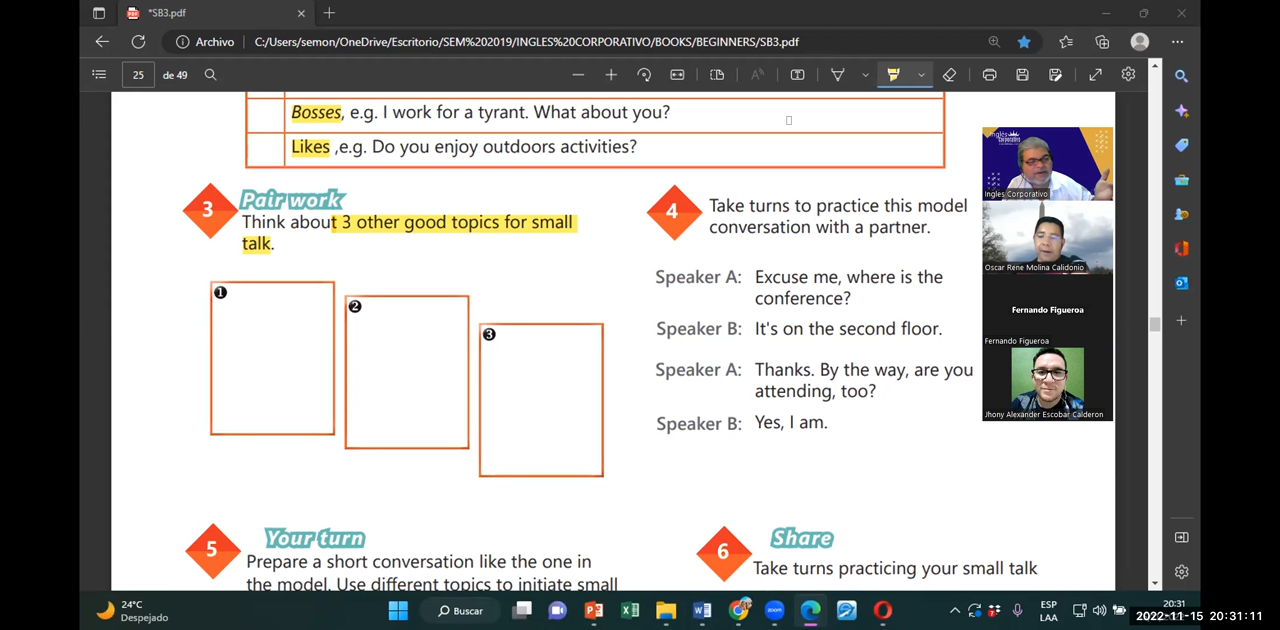 *SB3.pdf
Archivo
C:/Users/semon/OneDrive/Escritorio/SEM%202019/INGLES%20CORPORATIVO/BOOKS/BEGINNERS/SB3.pdf
25
de 49
Bosses, e.g. I work for a tyrant. What about you?
Likes ,e.g. Do you enjoy outdoors activities?
3
Pair work
Think about 3 other good topics for small
talk.
1
2
3
4
Take turns to practice this model
conversation with a partner.
Speaker A: Excuse me, where is the
conference?
Speaker B: It's on the second floor.
Speaker A: Thanks. By the way, are you
attending, too?
Speaker B: Yes, I am.
Ingles Corporativo
Oscar Rene Molina Calidonio
Fernando Figueroa
Fernando Figueroa
Jhony Alexander Escobar Calderon
5
Your turn
Prepare a short conversation like the one in
the model. Use different topics to initiate small
6
Share
Take turns practicing your small talk
24°C
Despejado
Buscar
ESP
LAA
20:31
2022-11-15 20:31:11